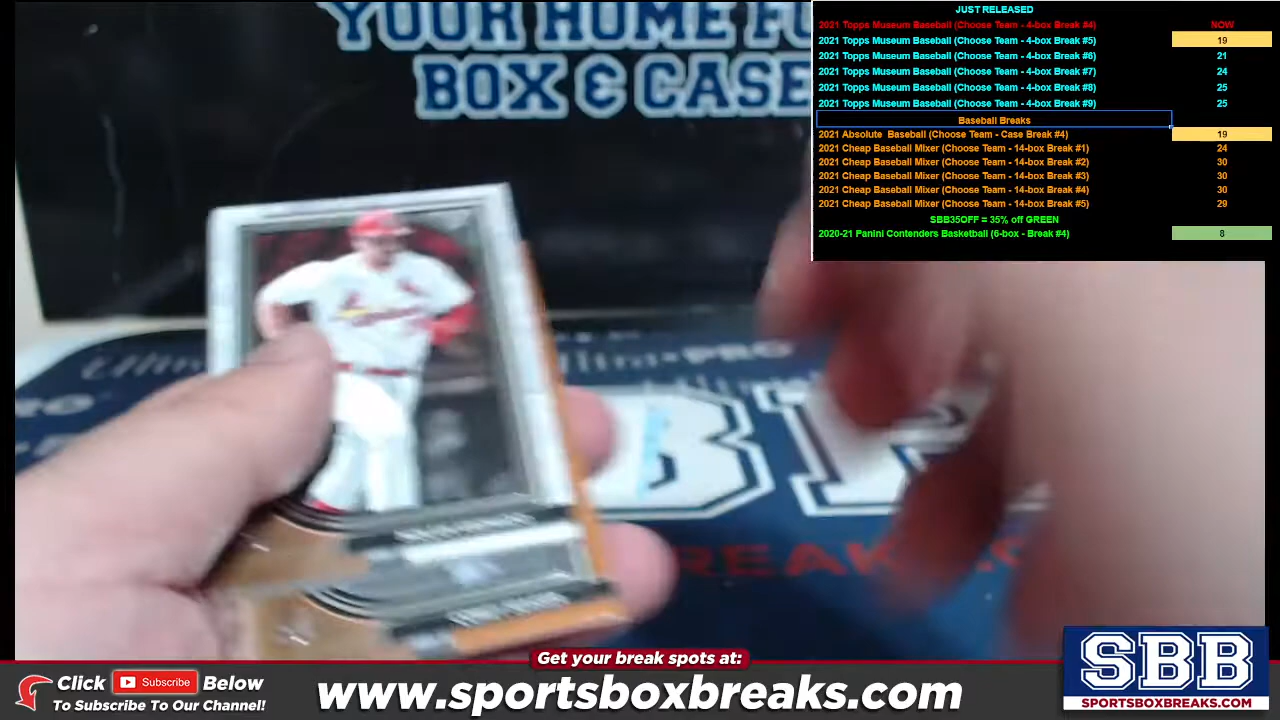 YOUR HOME FO
BOX & CASE
JUST RELEASED
2021 Topps Museum Baseball (Choose Team - 4-box Break #4) NOW
2021 Topps Museum Baseball (Choose Team - 4-box Break #5) 19
2021 Topps Museum Baseball (Choose Team - 4-box Break #6) 21
2021 Topps Museum Baseball (Choose Team - 4-box Break #7) 24
2021 Topps Museum Baseball (Choose Team - 4-box Break #8) 25
2021 Topps Museum Baseball (Choose Team - 4-box Break #9) 25
Baseball Breaks
2021 Absolute Baseball (Choose Team - Case Break #4) 19
2021 Cheap Baseball Mixer (Choose Team - 14-box Break #1) 24
2021 Cheap Baseball Mixer (Choose Team - 14-box Break #2) 30
2021 Cheap Baseball Mixer (Choose Team - 14-box Break #3) 30
2021 Cheap Baseball Mixer (Choose Team - 14-box Break #4) 30
2021 Cheap Baseball Mixer (Choose Team - 14-box Break #5) 29
SBB35OFF = 35% off GREEN
2020-21 Panini Contenders Basketball (6-box - Break #4) 8
Get your break spots at:
Click Subscribe Below
To Subscribe To Our Channel!
www.sportsboxbreaks.com
SBB
SPORTSBOXBREAKS.COM